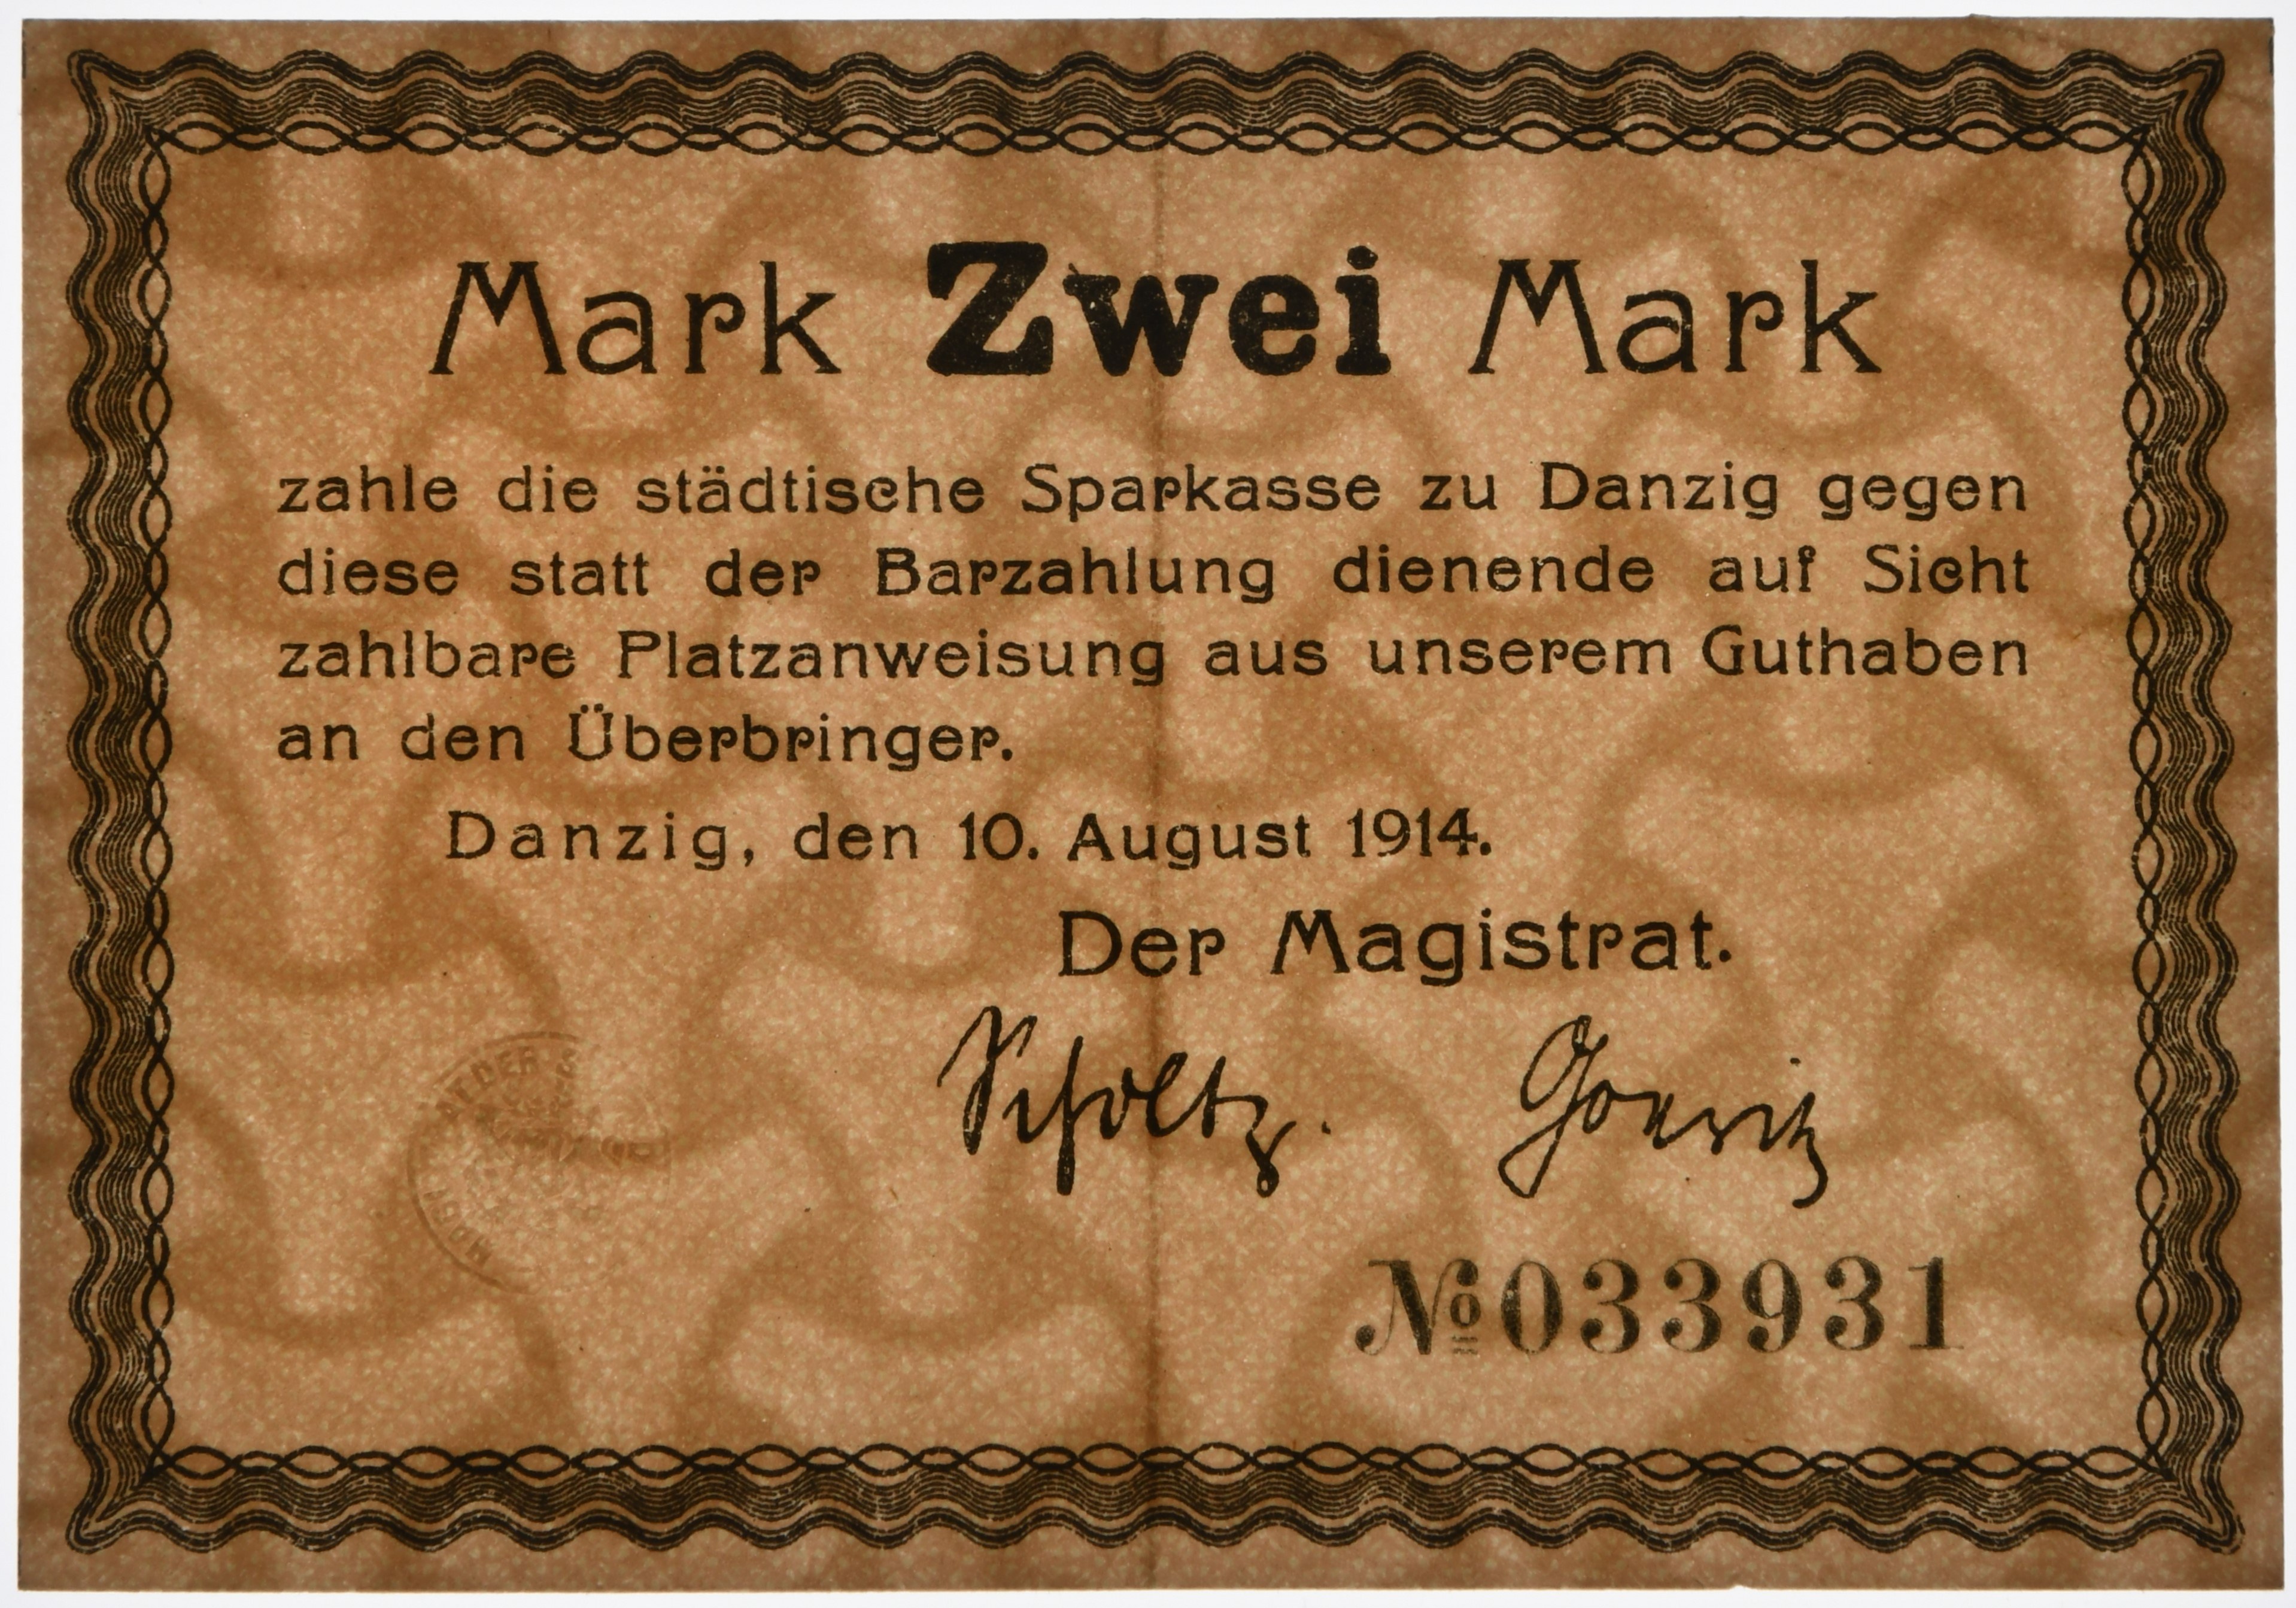 Mark Zwei Mark
zahle die städtische Sparkasse zu Danzig gegen
diese statt der Barzahlung dienende auf Sicht
zahlbare Platzanweisung aus unserem Guthaben
an den Überbringer.
Danzig, den 10. August 1914.
Der Magistrat.
Scholtz.
№033931